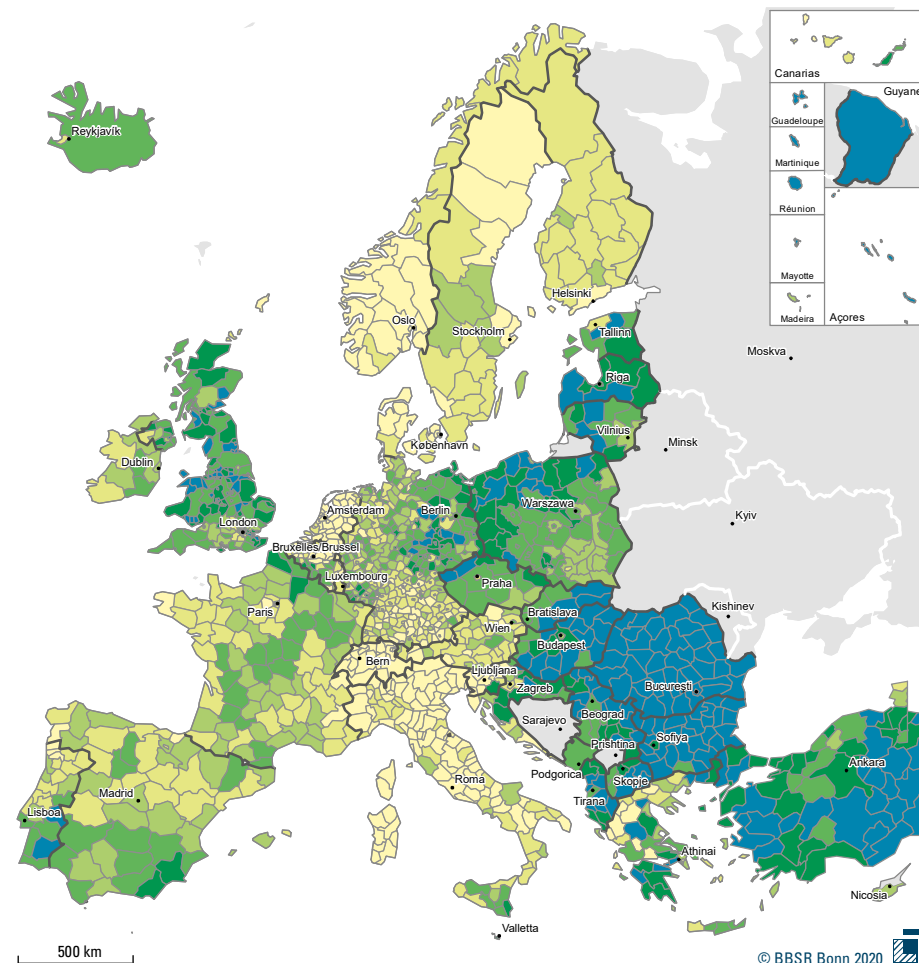 Canarias
Guyane
Guadeloupe
Martinique
Réunion
Mayotte
Madeira
Açores
Reykjavík
Helsinki
Oslo
Stockholm
Tallinn
Moskva
Riga
København
Vilnius
Minsk
Dublin
Amsterdam
Berlin
Warszawa
London
Kyiv
Bruxelles/Brussel
Luxembourg
Praha
Paris
Kishinev
Bratislava
Wien
Budapest
Bern
Ljubljana
Zagreb
Bucureşti
Beograd
Sarajevo
Prishtina
Sofiya
Podgorica
Skopje
Ankara
Roma
Madrid
Tirana
Lisboa
Athinai
Nicosia
Valletta
500 km
© BBSR Bonn 2020